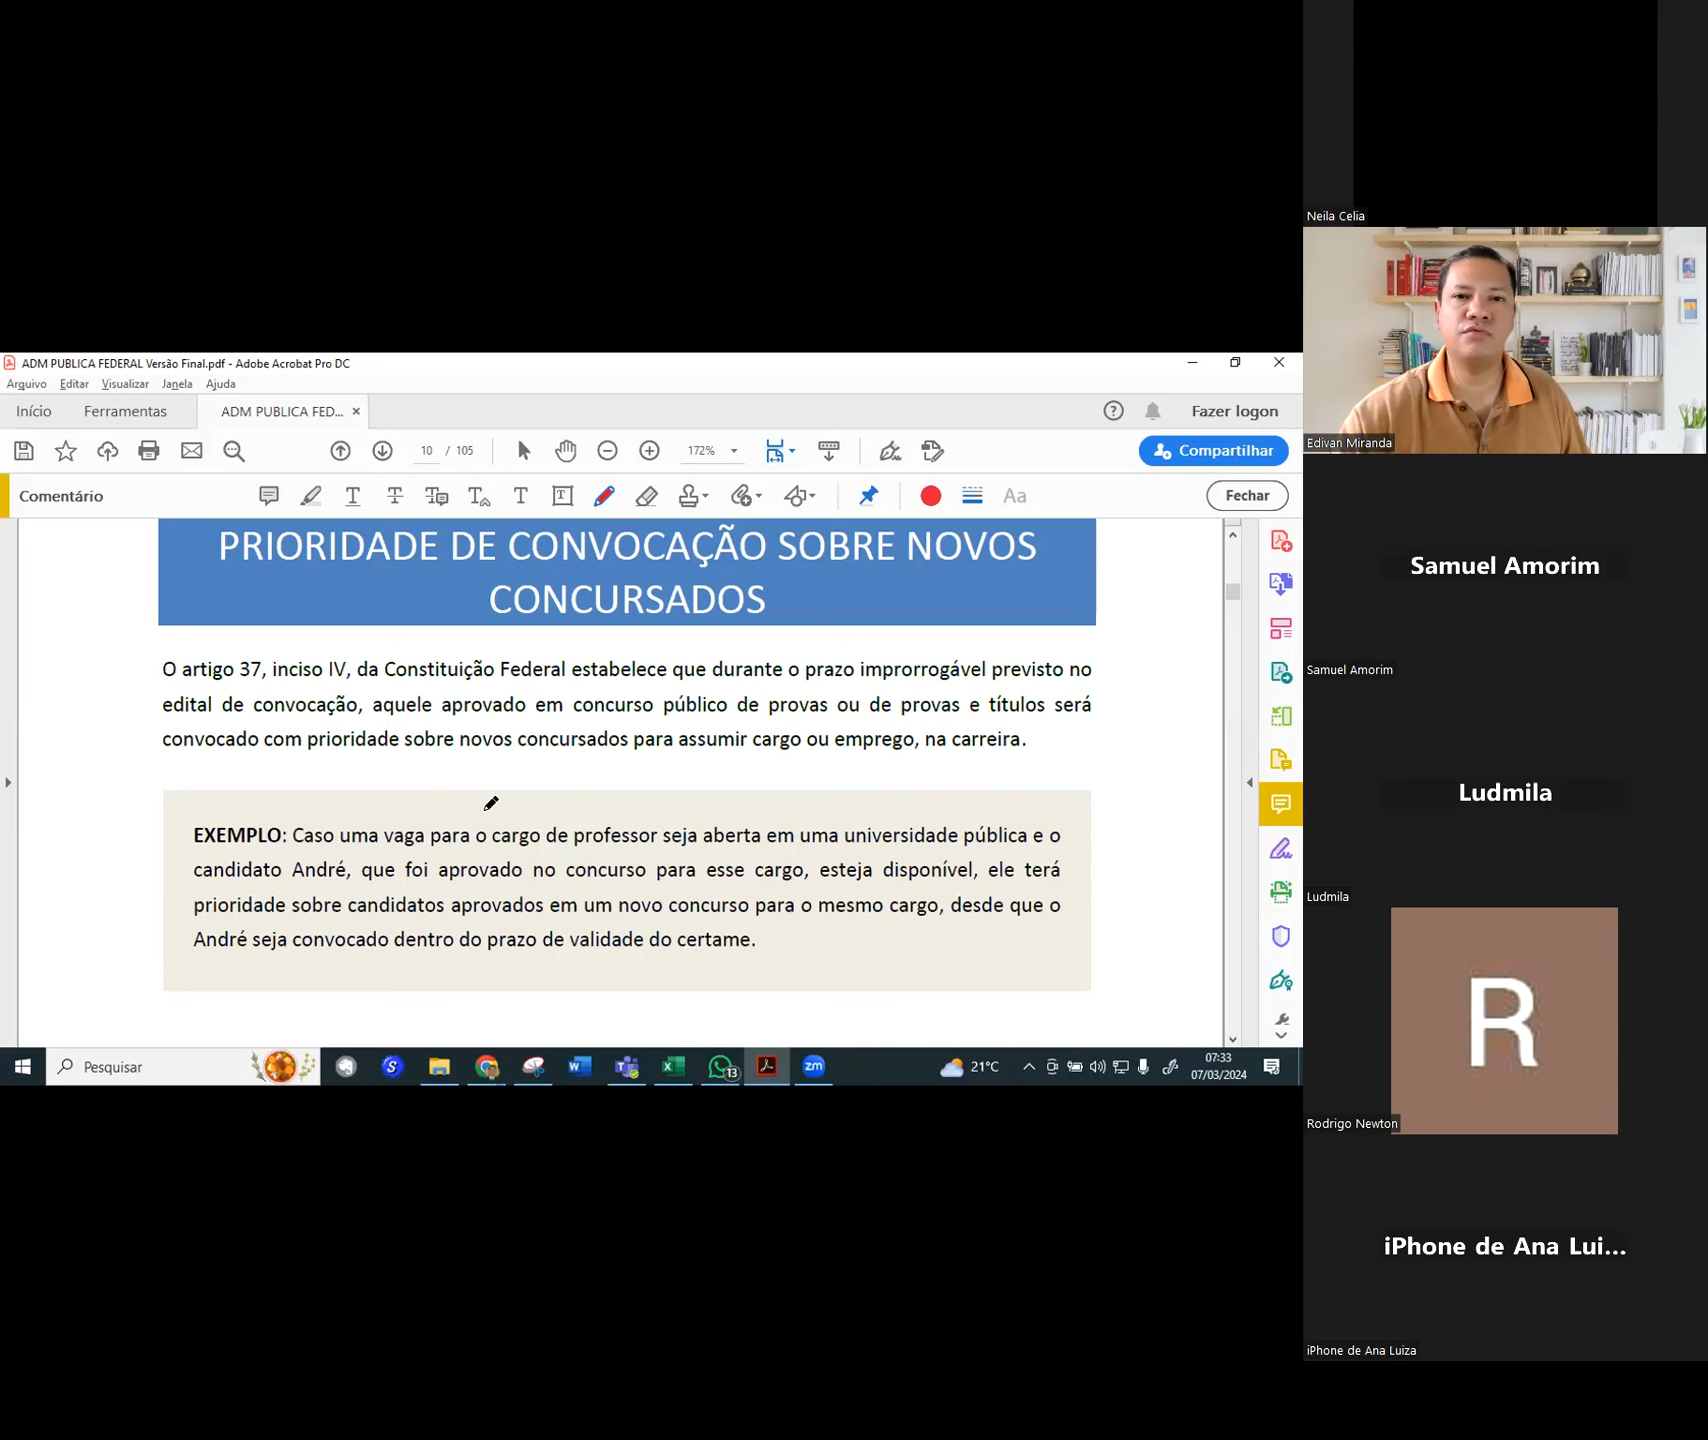 ADM PUBLICA FEDERAL Versão Final.pdf - Adobe Acrobat Pro DC
Arquivo Editar Visualizar Janela Ajuda
Início Ferramentas ADM PUBLICA FED... ×
Fazer logon
10 / 105 172%
Compartilhar
Comentário
Aa
Fechar
PRIORIDADE DE CONVOCAÇÃO SOBRE NOVOS
CONCURSADOS
O artigo 37, inciso IV, da Constituição Federal estabelece que durante o prazo improrrogável previsto no
edital de convocação, aquele aprovado em concurso público de provas ou de provas e títulos será
convocado com prioridade sobre novos concursados para assumir cargo ou emprego, na carreira.
EXEMPLO: Caso uma vaga para o cargo de professor seja aberta em uma universidade pública e o
candidato André, que foi aprovado no concurso para esse cargo, esteja disponível, ele terá
prioridade sobre candidatos aprovados em um novo concurso para o mesmo cargo, desde que o
André seja convocado dentro do prazo de validade do certame.
Pesquisar
13
zm
21°C
07:33
07/03/2024
Neila Celia
Edivan Miranda
Samuel Amorim
Samuel Amorim
Ludmila
Ludmila
R
Rodrigo Newton
iPhone de Ana Lui...
iPhone de Ana Luiza